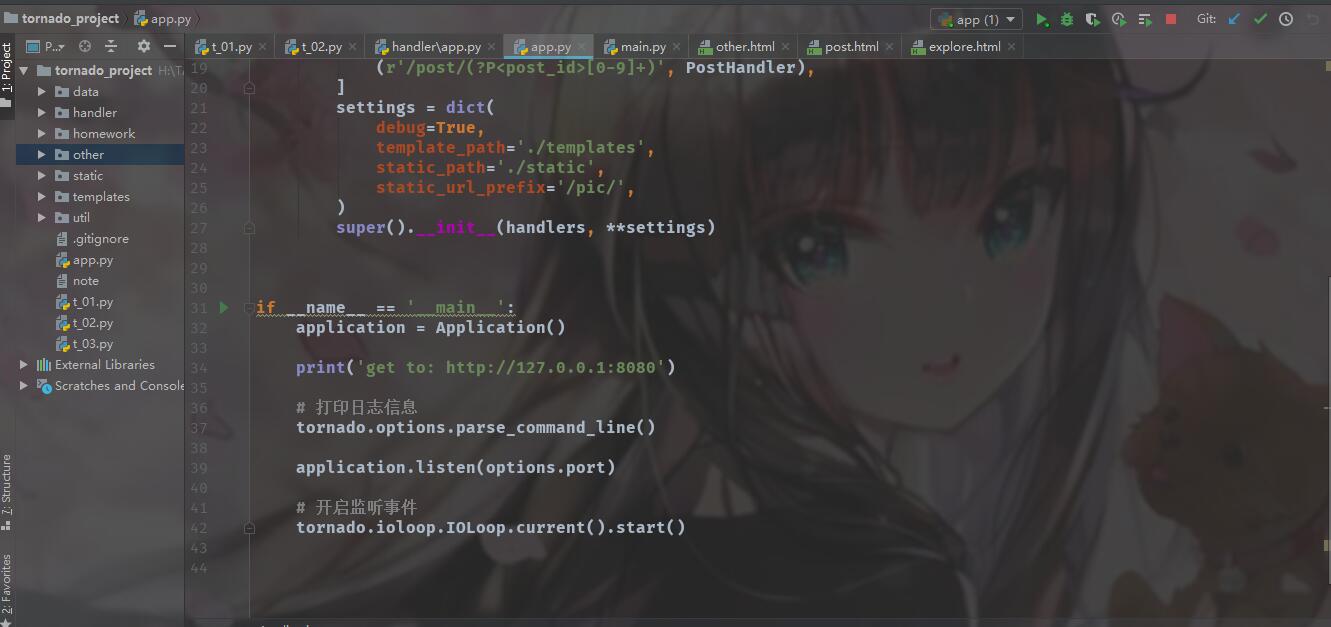 tornado_project app.py
app (1) Git:
1: Project
P...
t_01.py t_02.py handler\app.py app.py main.py other.html post.html explore.html
tornado_project H:\T
data
handler
homework
other
static
templates
util
.gitignore
app.py
note
t_01.py
t_02.py
t_03.py
External Libraries
Scratches and Console
7: Structure
2: Favorites
19 (r'/post/(?P<post_id>[0-9]+)', PostHandler),
20 ]
21 settings = dict(
22 debug=True,
23 template_path='./templates',
24 static_path='./static',
25 static_url_prefix='/pic/',
26 )
27 super().__init__(handlers, **settings)
28
29
30
31 if __name__ == '__main__':
32 application = Application()
33
34 print('get to: http://127.0.0.1:8080')
35
36 # 打印日志信息
37 tornado.options.parse_command_line()
38
39 application.listen(options.port)
40
41 # 开启监听事件
42 tornado.ioloop.IOLoop.current().start()
43
44